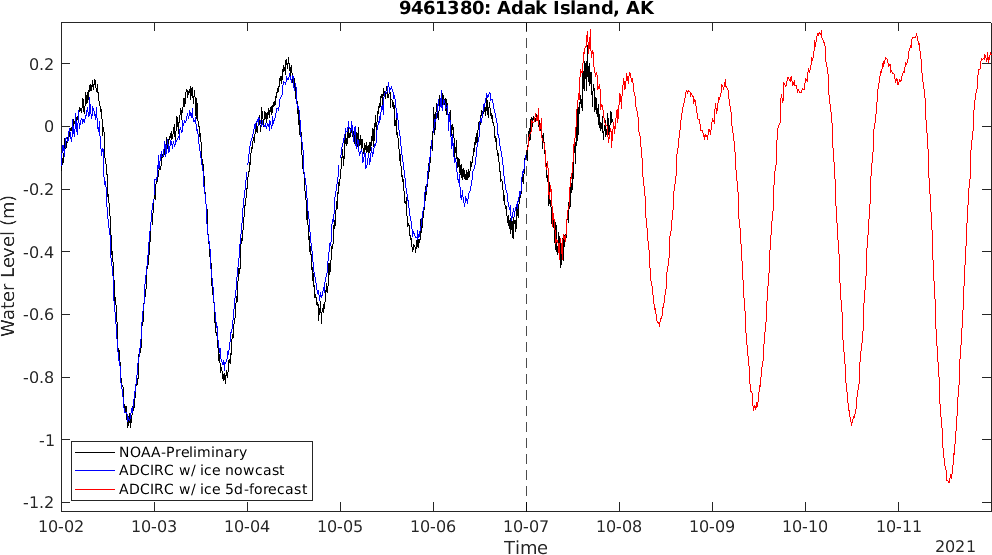 9461380: Adak Island, AK
Water Level (m)
0.2
0
-0.2
-0.4
-0.6
-0.8
-1
-1.2
NOAA-Preliminary
ADCIRC w/ ice nowcast
ADCIRC w/ ice 5d-forecast
10-02 10-03 10-04 10-05 10-06 10-07 10-08 10-09 10-10 10-11
Time
2021